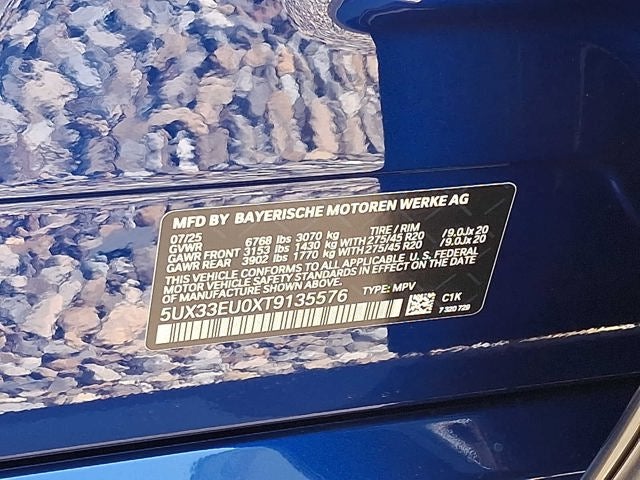 MFD BY BAYERISCHE MOTOREN WERKE AG
07/25 TIRE / RIM
GVWR 6768 lbs 3070 kg
GAWR FRONT 3153 lbs 1430 kg WITH 275/45 R20 /9.0Jx 20
GAWR REAR 3902 lbs 1770 kg WITH 275/45 R20 /9.0Jx 20
THIS VEHICLE CONFORMS TO ALL APPLICABLE U. S. FEDERAL
MOTOR VEHICLE SAFETY STANDARDS IN EFFECT ON THE DATE
OF MANUFACTURE SHOWN ABOVE.
5UX33EU0XT9135576 TYPE: MPV
C1K
7 320 729